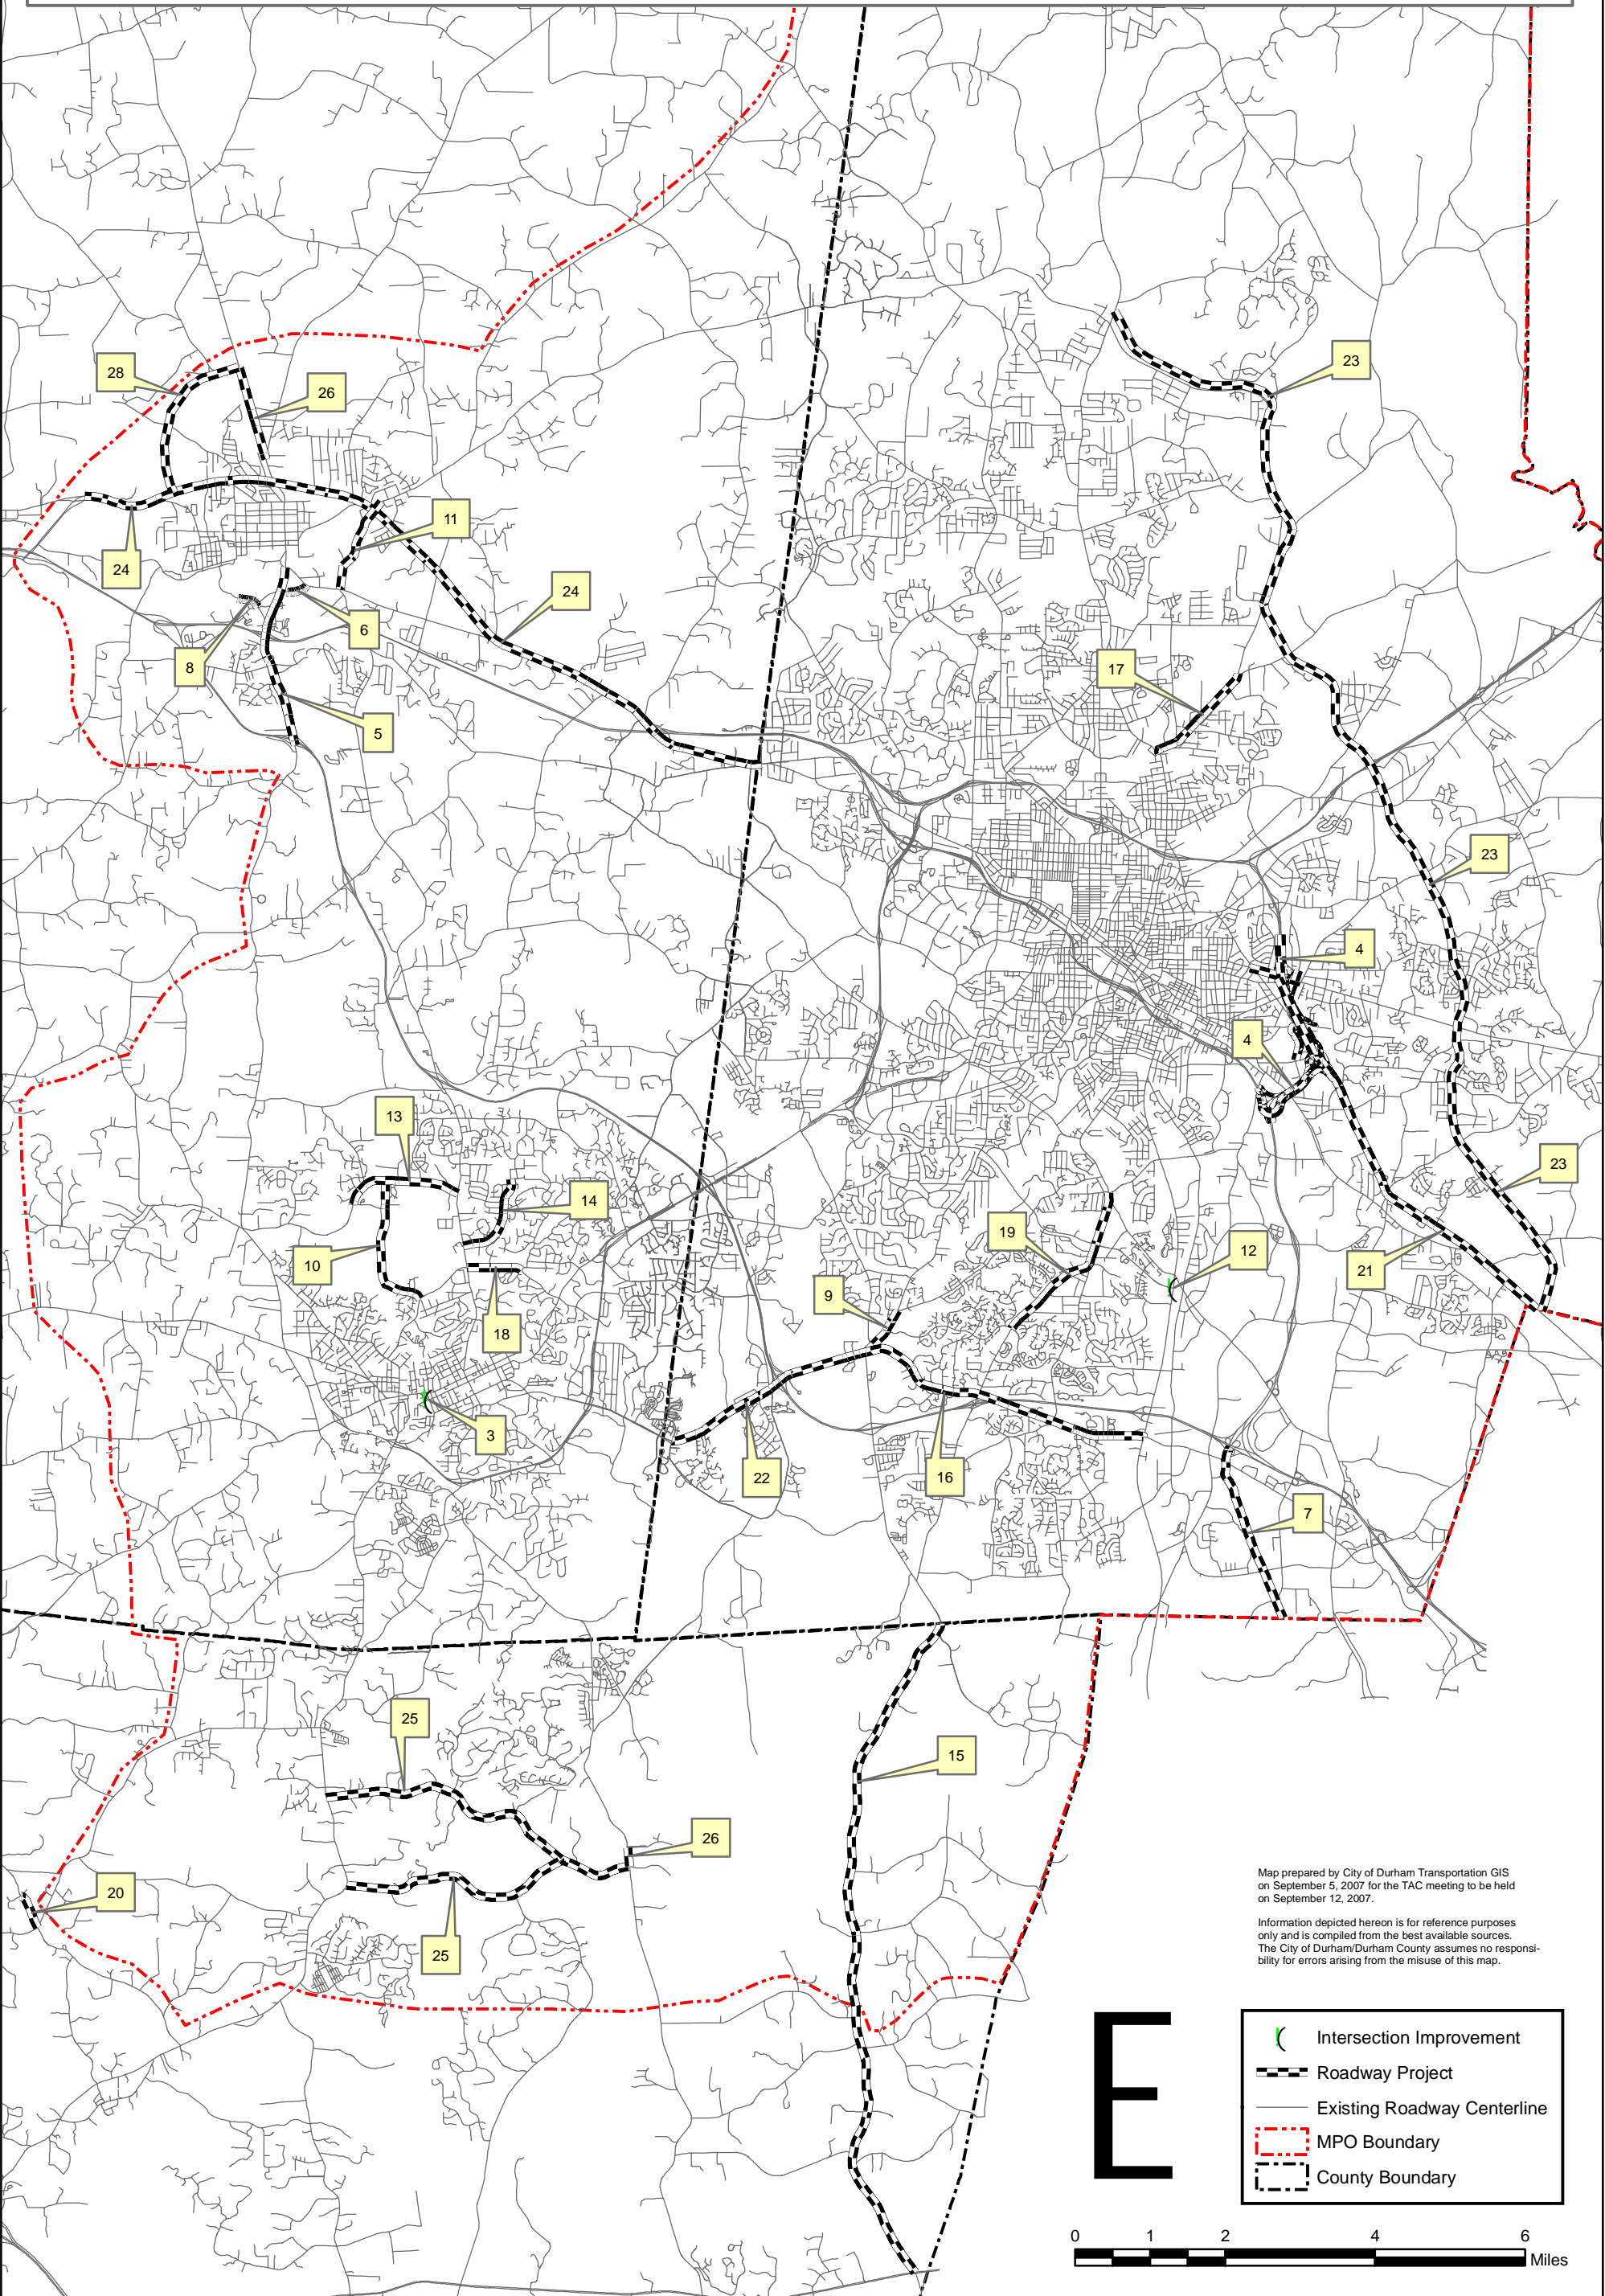 28
26
23
11
24
24
6
8
17
5
23
4
4
13
14
23
19
12
10
21
9
18
3
22
16
7
25
15
26
20
25
Map prepared by City of Durham Transportation GIS
on September 5, 2007 for the TAC meeting to be held
on September 12, 2007.
Information depicted hereon is for reference purposes
only and is compiled from the best available sources.
The City of Durham/Durham County assumes no responsi-
bility for errors arising from the misuse of this map.
E
Intersection Improvement
Roadway Project
Existing Roadway Centerline
MPO Boundary
County Boundary
0 1 2 4 6
Miles